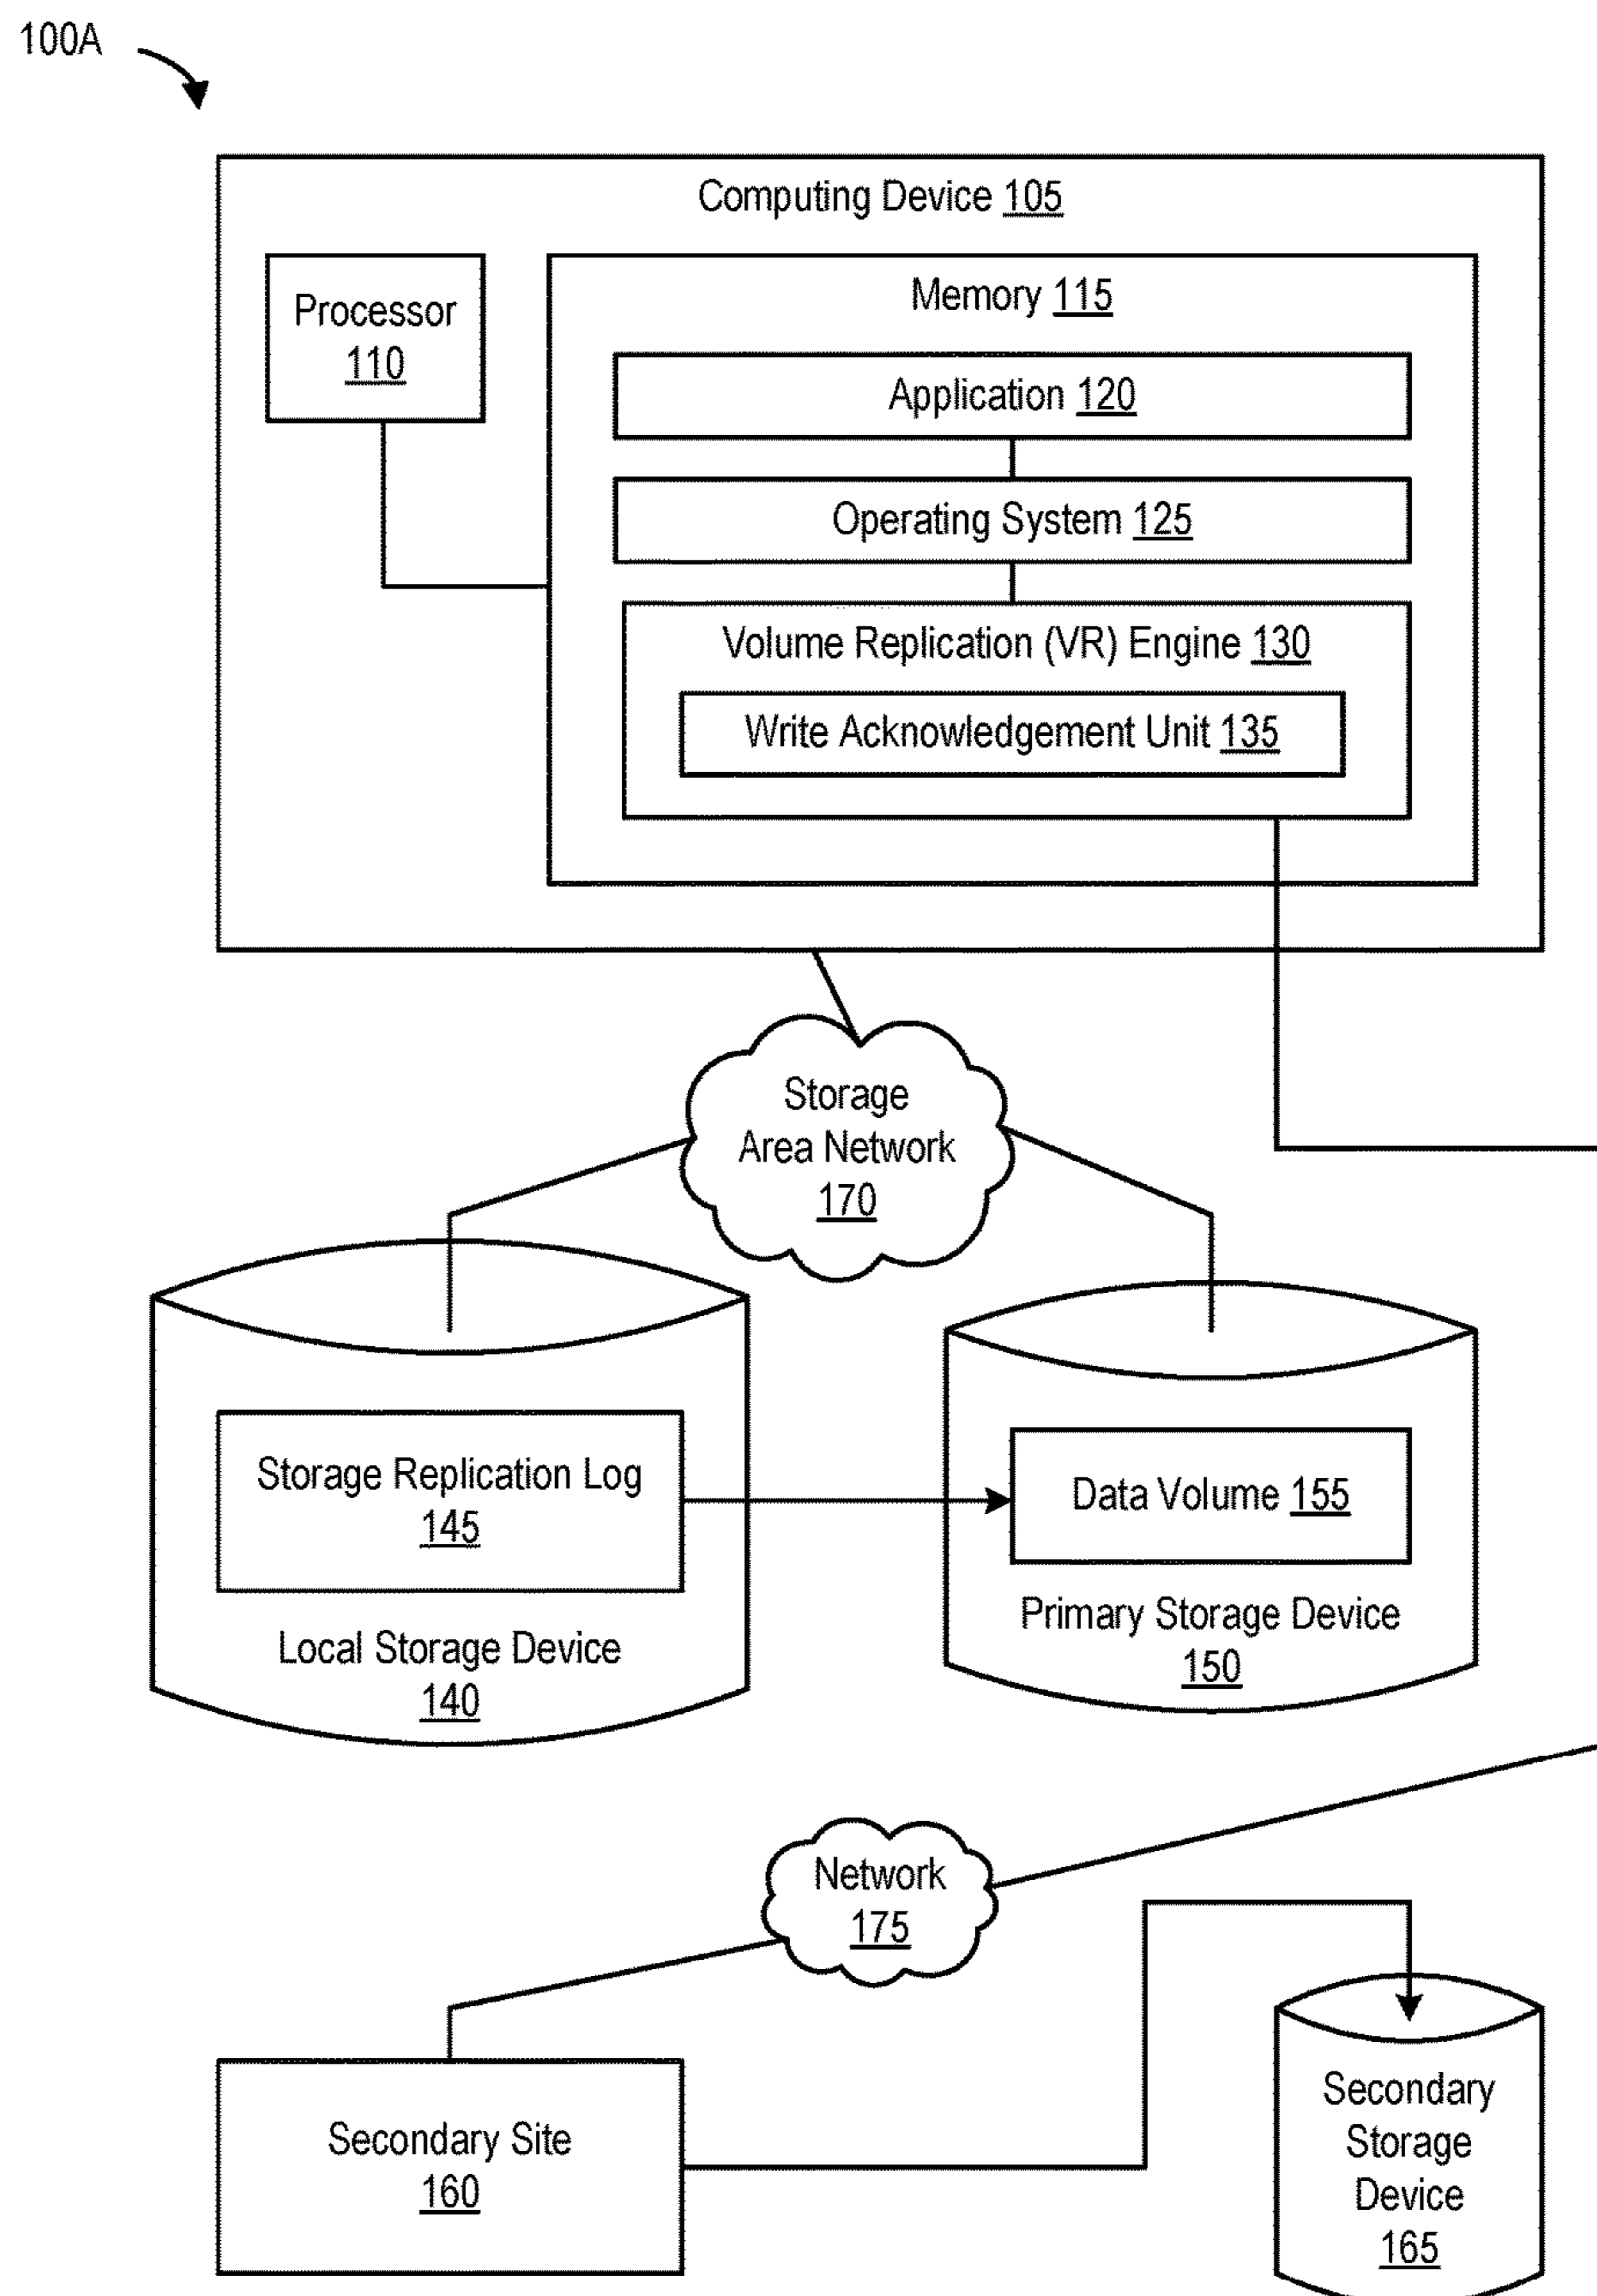 100A
Computing Device 105
Processor
110
Memory 115
Application 120
Operating System 125
Volume Replication (VR) Engine 130
Write Acknowledgement Unit 135
Storage
Area Network
170
Storage Replication Log
145
Local Storage Device
140
Data Volume 155
Primary Storage Device
150
Network
175
Secondary Site
160
Secondary
Storage
Device
165